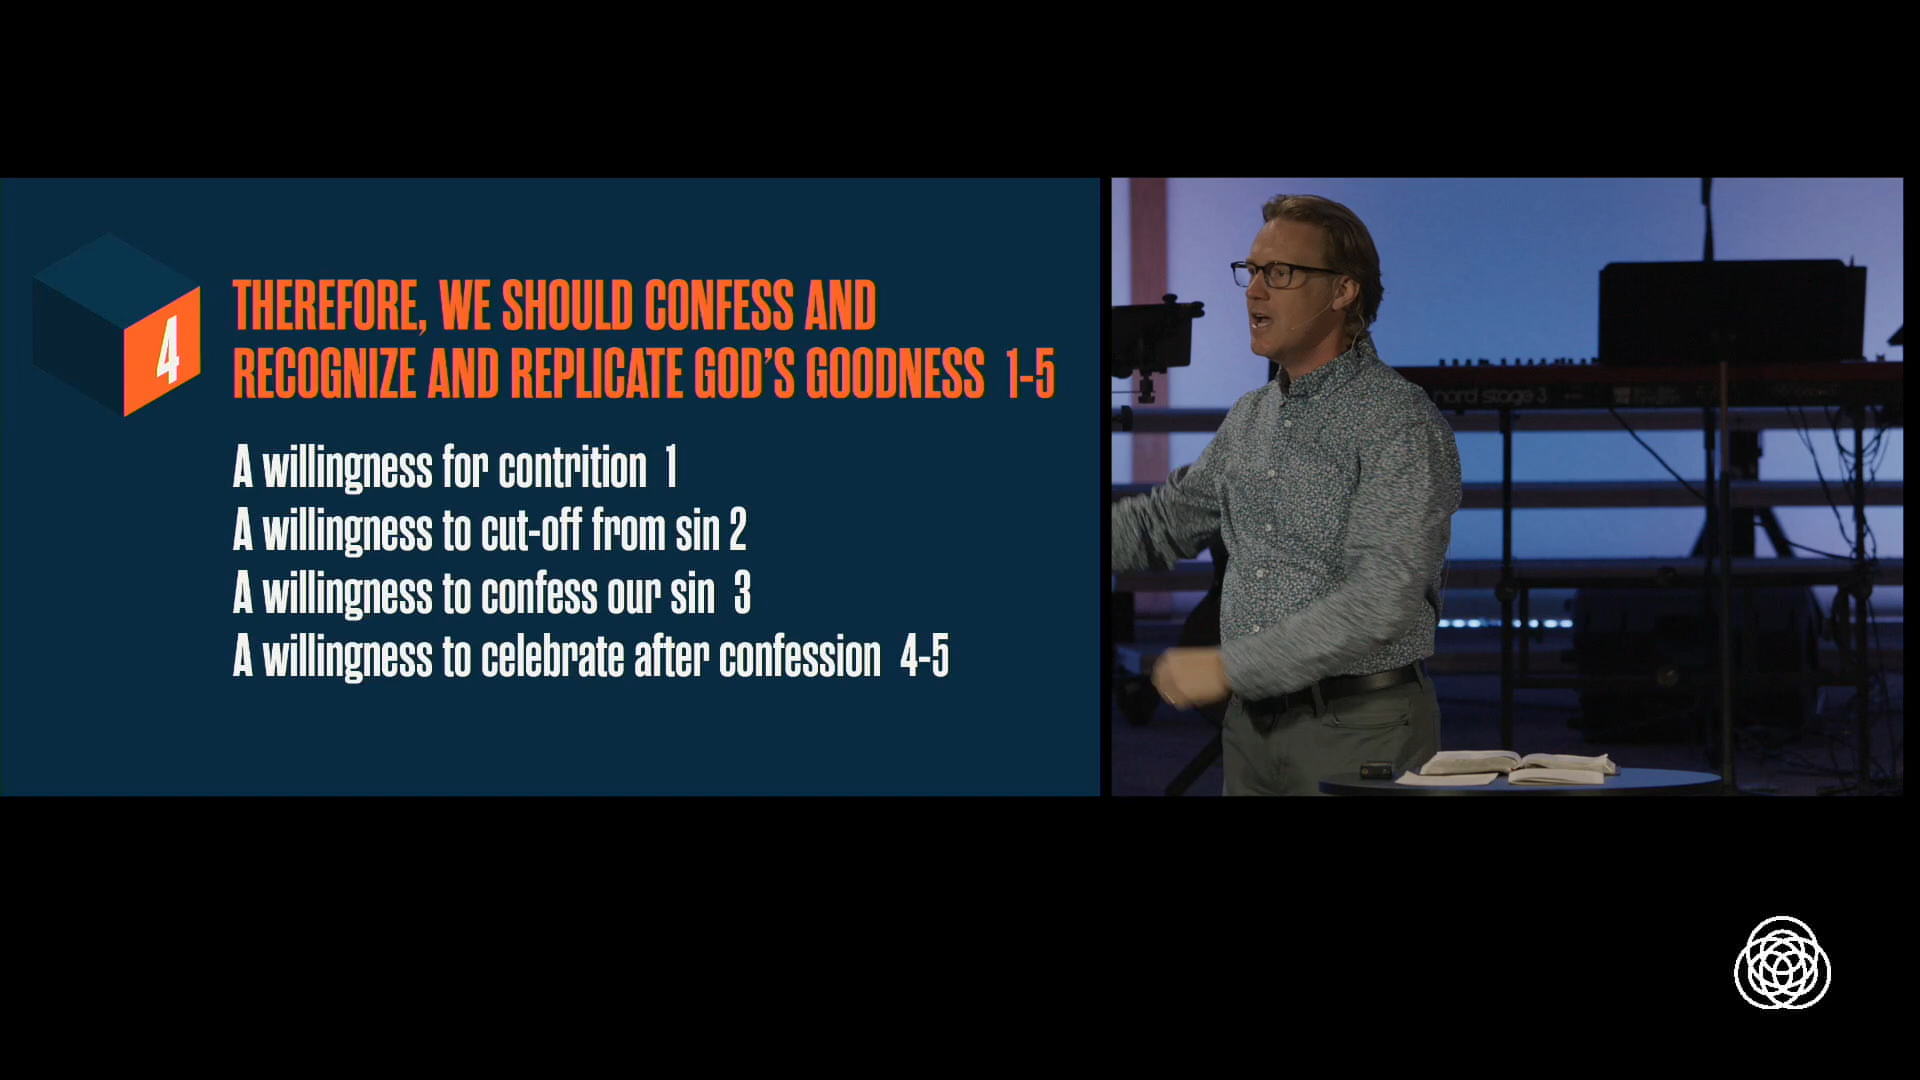 4
THEREFORE, WE SHOULD CONFESS AND
RECOGNIZE AND REPLICATE GOD'S GOODNESS 1-5
A willingness for contrition 1
A willingness to cut-off from sin 2
A willingness to confess our sin 3
A willingness to celebrate after confession 4-5
nord stage 3